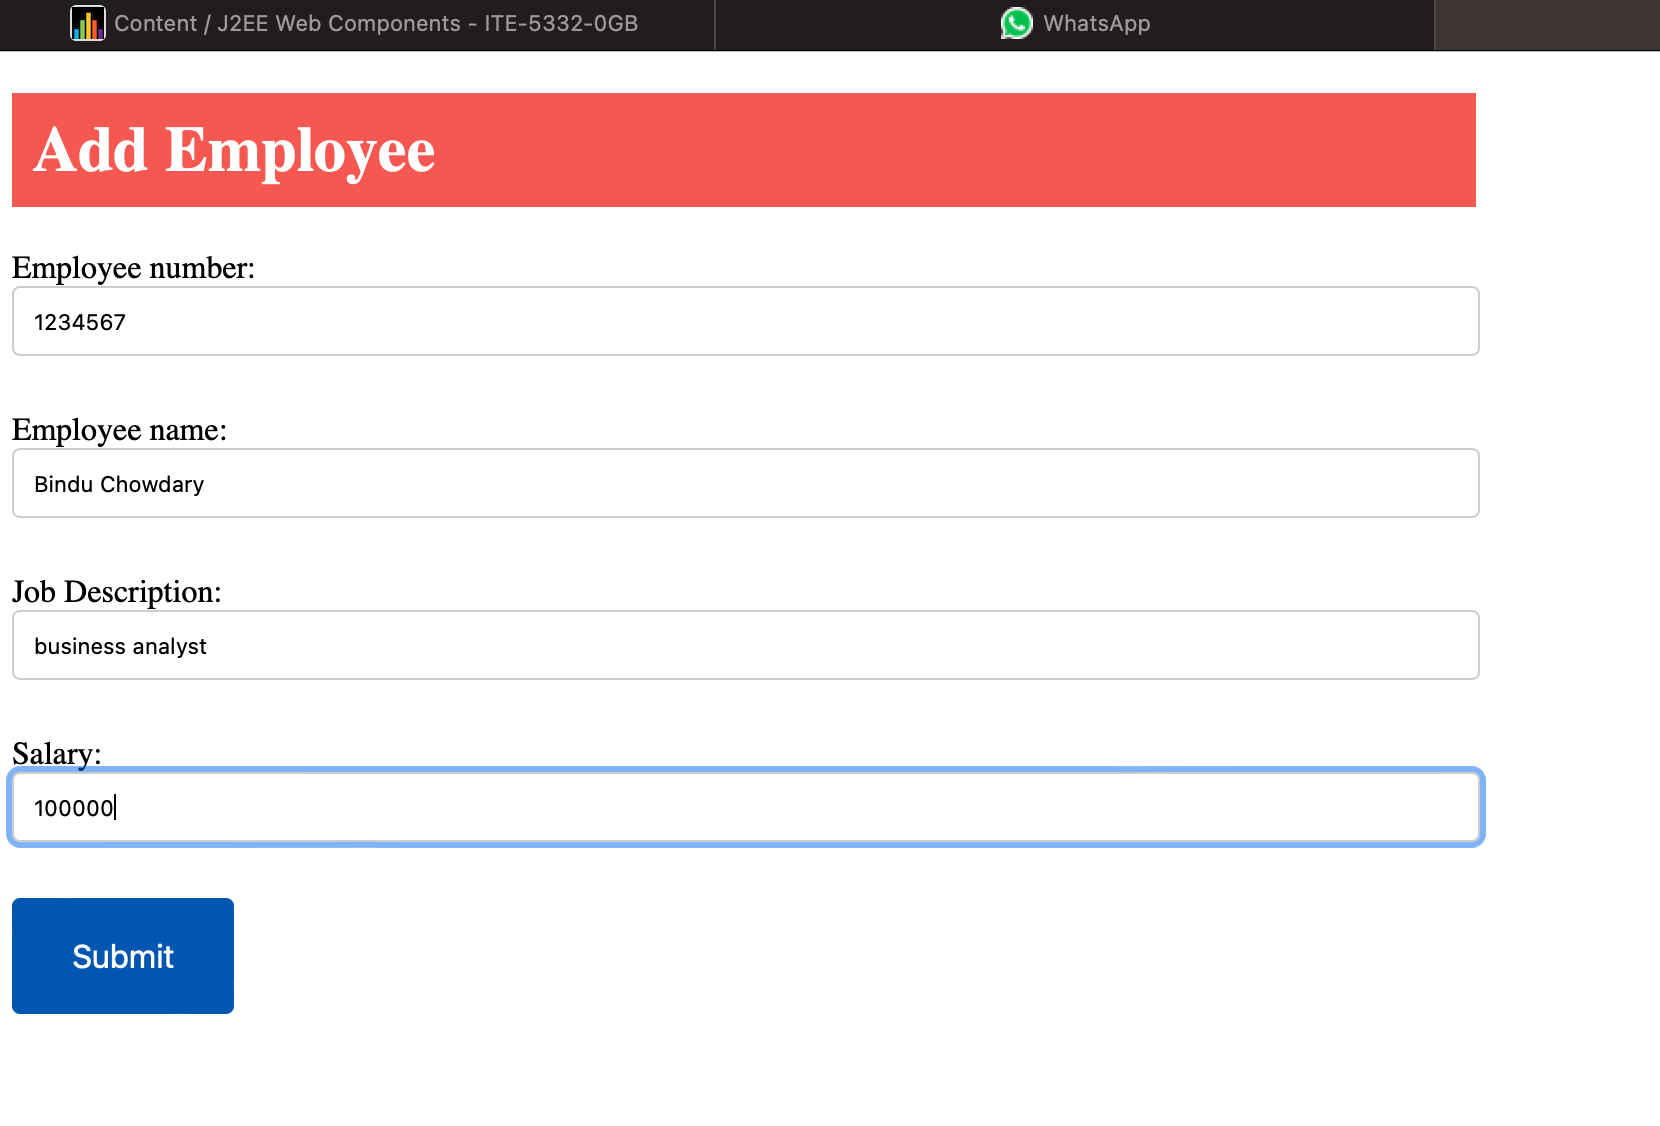 Content / J2EE Web Components - ITE-5332-0GB
WhatsApp
Add Employee
Employee number:
1234567
Employee name:
Bindu Chowdary
Job Description:
business analyst
Salary:
100000
Submit